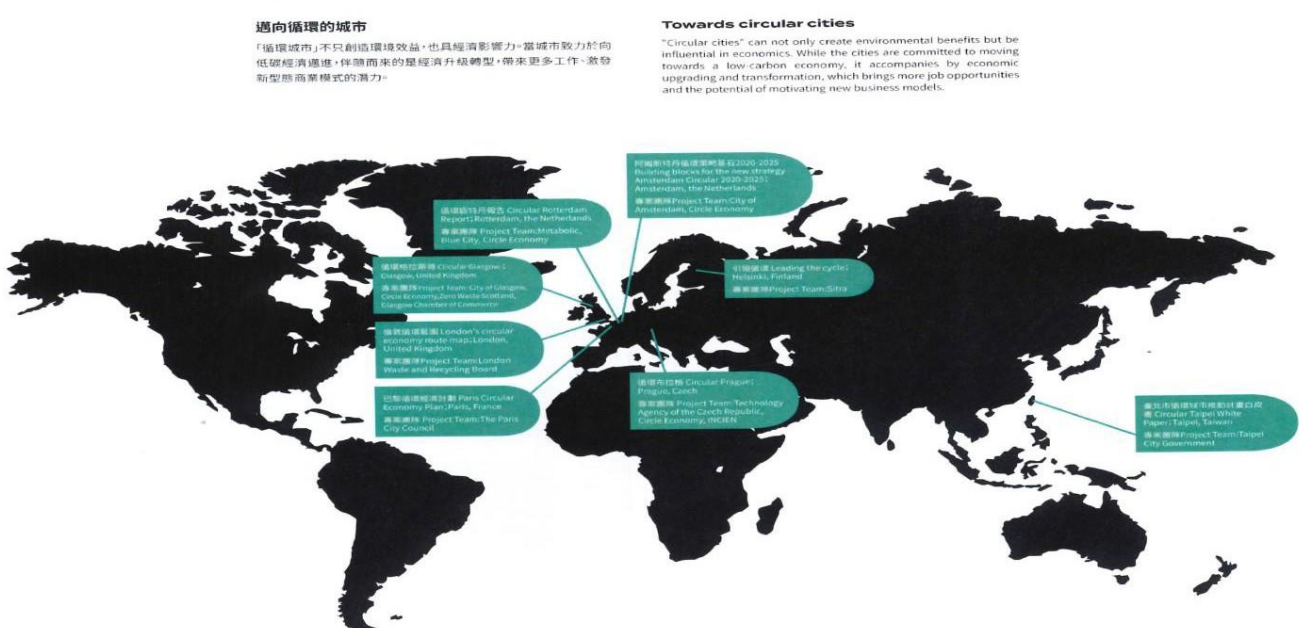 邁向循環的城市
「循環城市」不只創造環境效益,也具經濟影響力。當城市致力於向
低碳經濟邁進,伴隨而來的是經濟升級轉型,帶來更多工作、激發
新型態商業模式的潛力。
Towards circular cities
"Circular cities" can not only create environmental benefits but be
influential in economics. While the cities are committed to moving
towards a low-carbon economy, it accompanies by economic
upgrading and transformation, which brings more job opportunities
and the potential of motivating new business models.
阿姆斯特丹循環策略基石2020-2025
Building blocks for the new strategy
Amsterdam Circular 2020-2025;
Amsterdam, the Netherlands
專案團隊Project Team:City of
Amsterdam, Circle Economy
循環鹿特丹報告 Circular Rotterdam
Report;Rotterdam, the Netherlands
專案團隊 Project Team:Metabolic,
Blue City, Circle Economy
循環格拉斯哥 Circular Glasgow;
Glasgow, United Kingdom
專案團隊Project Team:City of Glasgow,
Circle Economy,Zero Waste Scotland,
Glasgow Chamber of Commerce
引領循環 Leading the cycle;
Helsinki, Finland
專案團隊Project Team:Sitra
倫敦循環藍圖 London's circular
economy route map;London,
United Kingdom
專案團隊Project Team:London
Waste and Recycling Board
巴黎循環經濟計劃 Paris Circular
Economy Plan;Paris, France
專案團隊 Project Team:The Paris
City Council
循環布拉格 Circular Prague;
Prague, Czech
專案團隊 Project Team:Technology
Agency of the Czech Republic,
Circle Economy, INCIEN
臺北市循環城市推動計畫白皮
書 Circular Taipei White
Paper;Taipei, Taiwan
專案團隊Project Team:Taipei
City Government